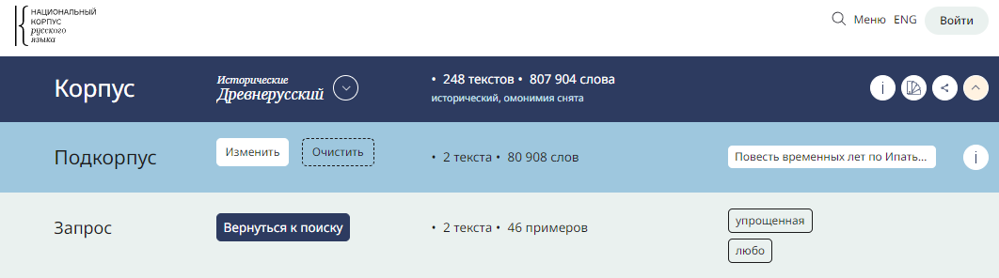 НАЦИОНАЛЬНЫЙ
КОРПУС
русского
языка
Меню ENG Войти
Корпус
Исторические
Древнерусский
• 248 текстов • 807 904 слова
исторический, омонимия снята
i
Подкорпус
Изменить Очистить
• 2 текста • 80 908 слов
Повесть временных лет по Ипать...
i
Запрос
Вернуться к поиску
• 2 текста • 46 примеров
упрощенная
любо